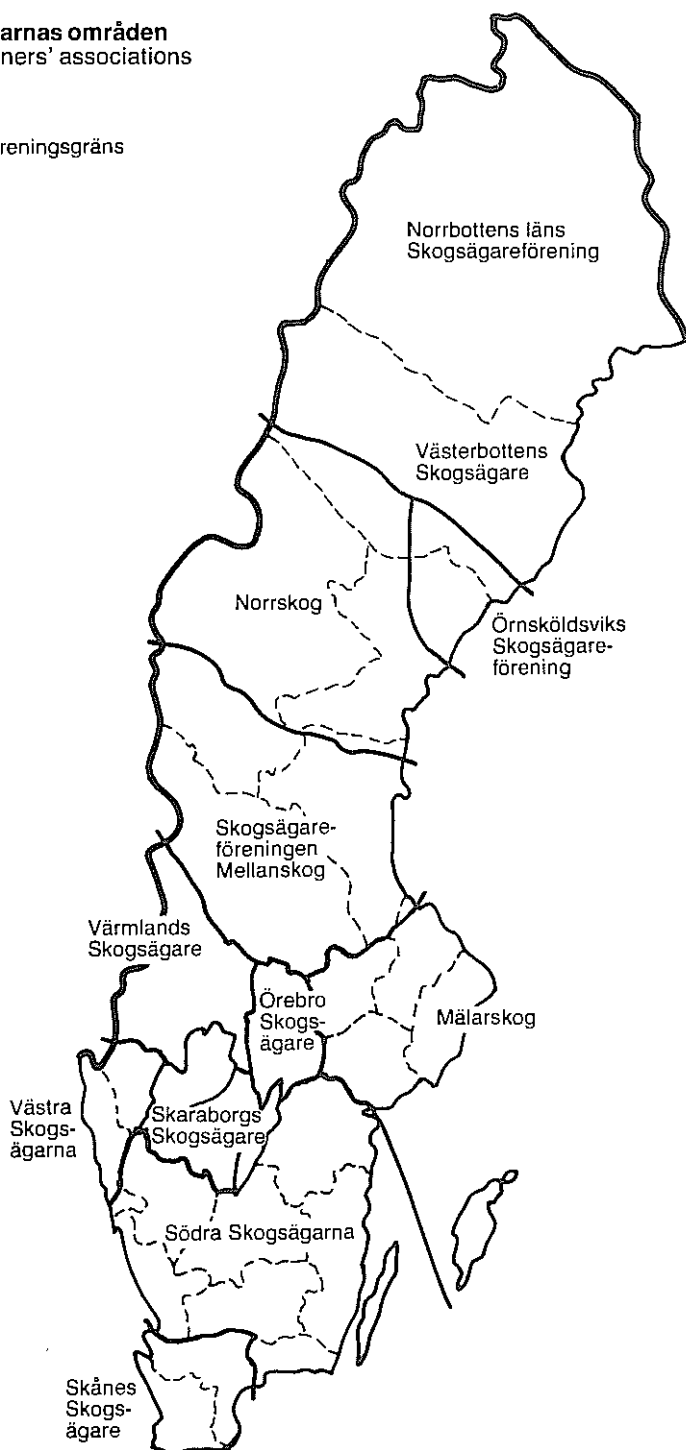 arnas områden
ners' associations
reningsgräns
Norrbottens läns
Skogsägareförening
Västerbottens
Skogsägare
Norrskog
Örnsköldsviks
Skogsägare-
förening
Skogsägare-
föreningen
Mellanskog
Värmlands
Skogsägare
Örebro
Skogs-
ägare
Mälarskog
Västra
Skogs-
ägarna
Skaraborgs
Skogsägare
Södra Skogsägarna
Skånes
Skogs-
ägare